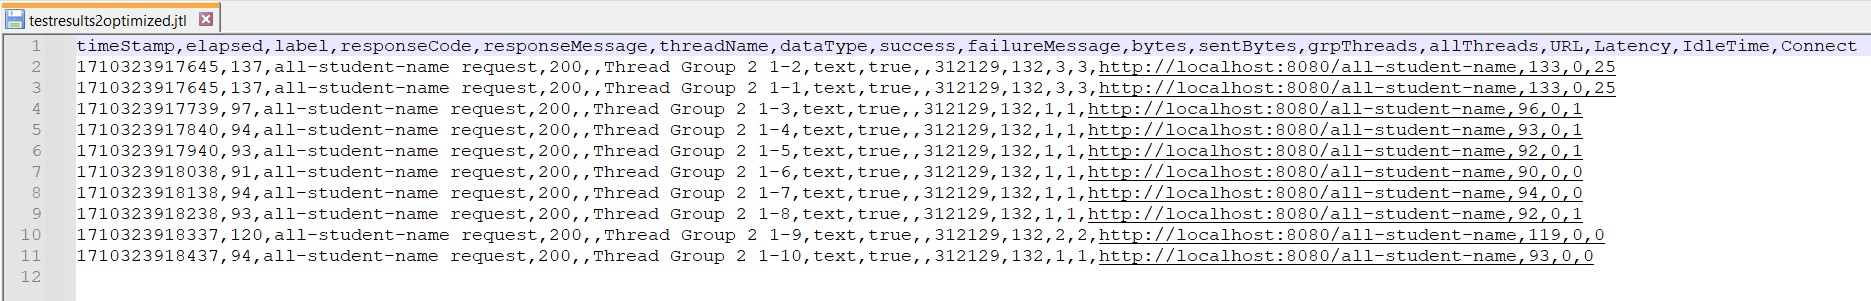 testresults2optimized.jtl
1 timeStamp,elapsed,label,responseCode,responseMessage,threadName,dataType,success,failureMessage,bytes,sentBytes,grpThreads,allThreads,URL,Latency,IdleTime,Connect
2 1710323917645,137,all-student-name request,200,,Thread Group 2 1-2,text,true,,312129,132,3,3,http://localhost:8080/all-student-name,133,0,25
3 1710323917645,137,all-student-name request,200,,Thread Group 2 1-1,text,true,,312129,132,3,3,http://localhost:8080/all-student-name,133,0,25
4 1710323917739,97,all-student-name request,200,,Thread Group 2 1-3,text,true,,312129,132,1,1,http://localhost:8080/all-student-name,96,0,1
5 1710323917840,94,all-student-name request,200,,Thread Group 2 1-4,text,true,,312129,132,1,1,http://localhost:8080/all-student-name,93,0,1
6 1710323917940,93,all-student-name request,200,,Thread Group 2 1-5,text,true,,312129,132,1,1,http://localhost:8080/all-student-name,92,0,1
7 1710323918038,91,all-student-name request,200,,Thread Group 2 1-6,text,true,,312129,132,1,1,http://localhost:8080/all-student-name,90,0,0
8 1710323918138,94,all-student-name request,200,,Thread Group 2 1-7,text,true,,312129,132,1,1,http://localhost:8080/all-student-name,94,0,0
9 1710323918238,93,all-student-name request,200,,Thread Group 2 1-8,text,true,,312129,132,1,1,http://localhost:8080/all-student-name,92,0,1
10 1710323918337,120,all-student-name request,200,,Thread Group 2 1-9,text,true,,312129,132,2,2,http://localhost:8080/all-student-name,119,0,0
11 1710323918437,94,all-student-name request,200,,Thread Group 2 1-10,text,true,,312129,132,1,1,http://localhost:8080/all-student-name,93,0,0
12